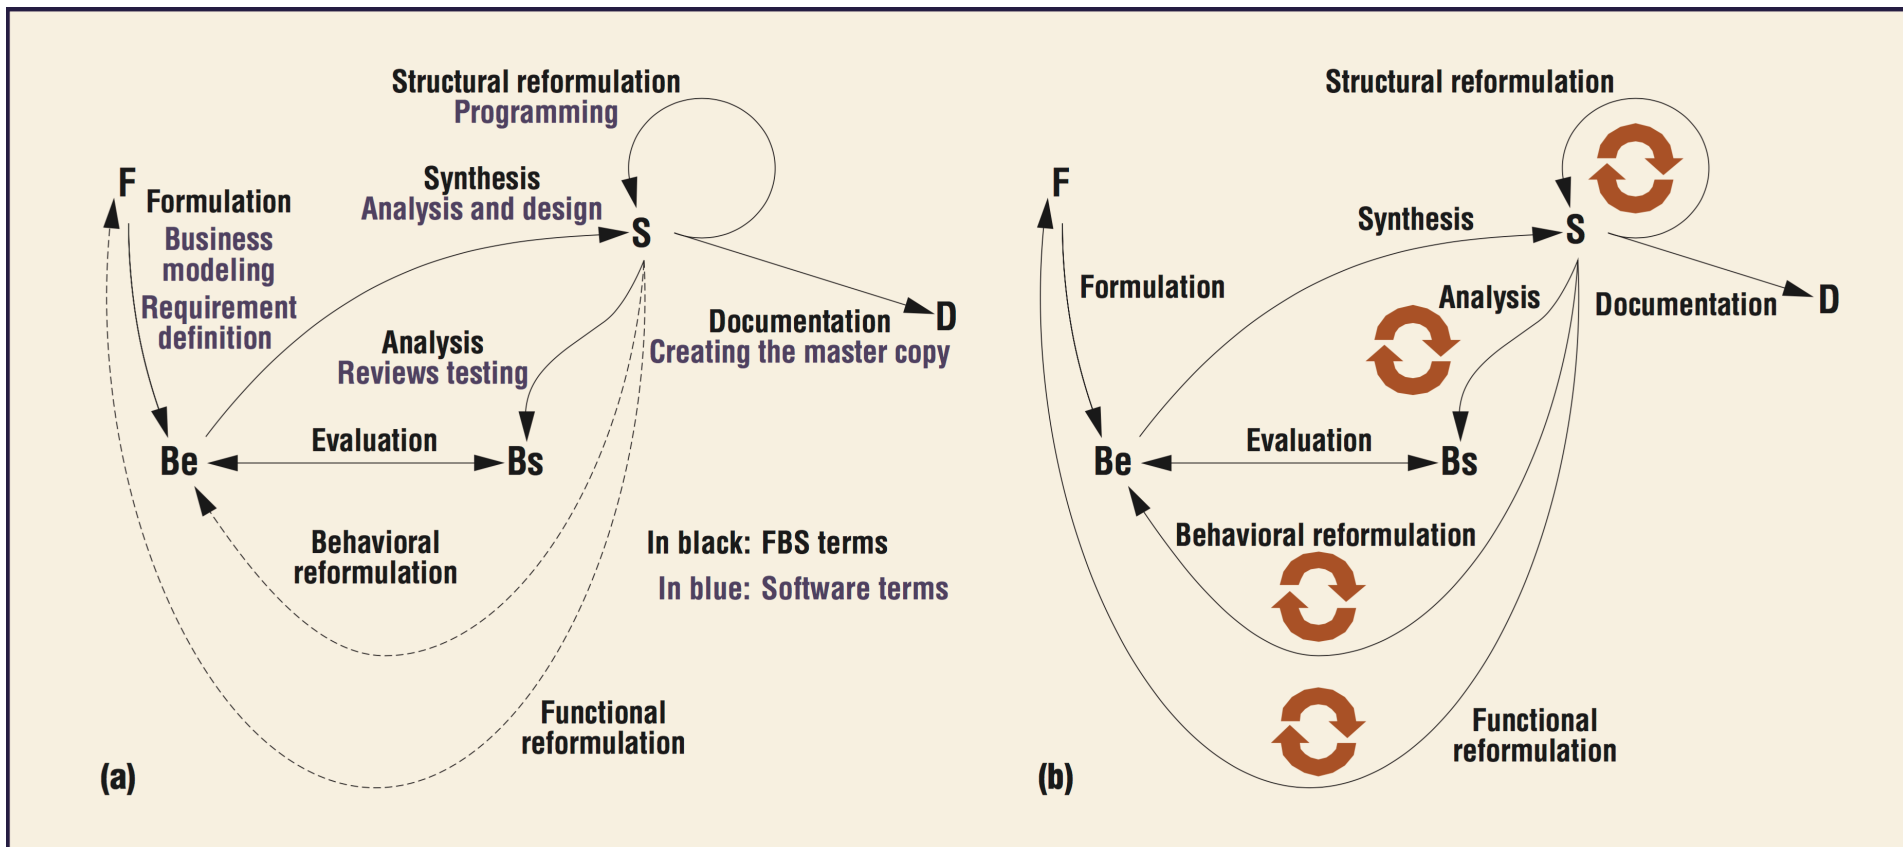 Structural reformulation
Programming
F
Formulation
Business
modeling
Requirement
definition
Synthesis
Analysis and design
S
Analysis
Reviews testing
Documentation
Creating the master copy
D
Be
Evaluation
Bs
Behavioral
reformulation
In black: FBS terms
In blue: Software terms
Functional
reformulation
(a)
Structural reformulation
F
Synthesis
S
Formulation
Analysis
Documentation
D
Be
Evaluation
Bs
Behavioral reformulation
Functional
reformulation
(b)